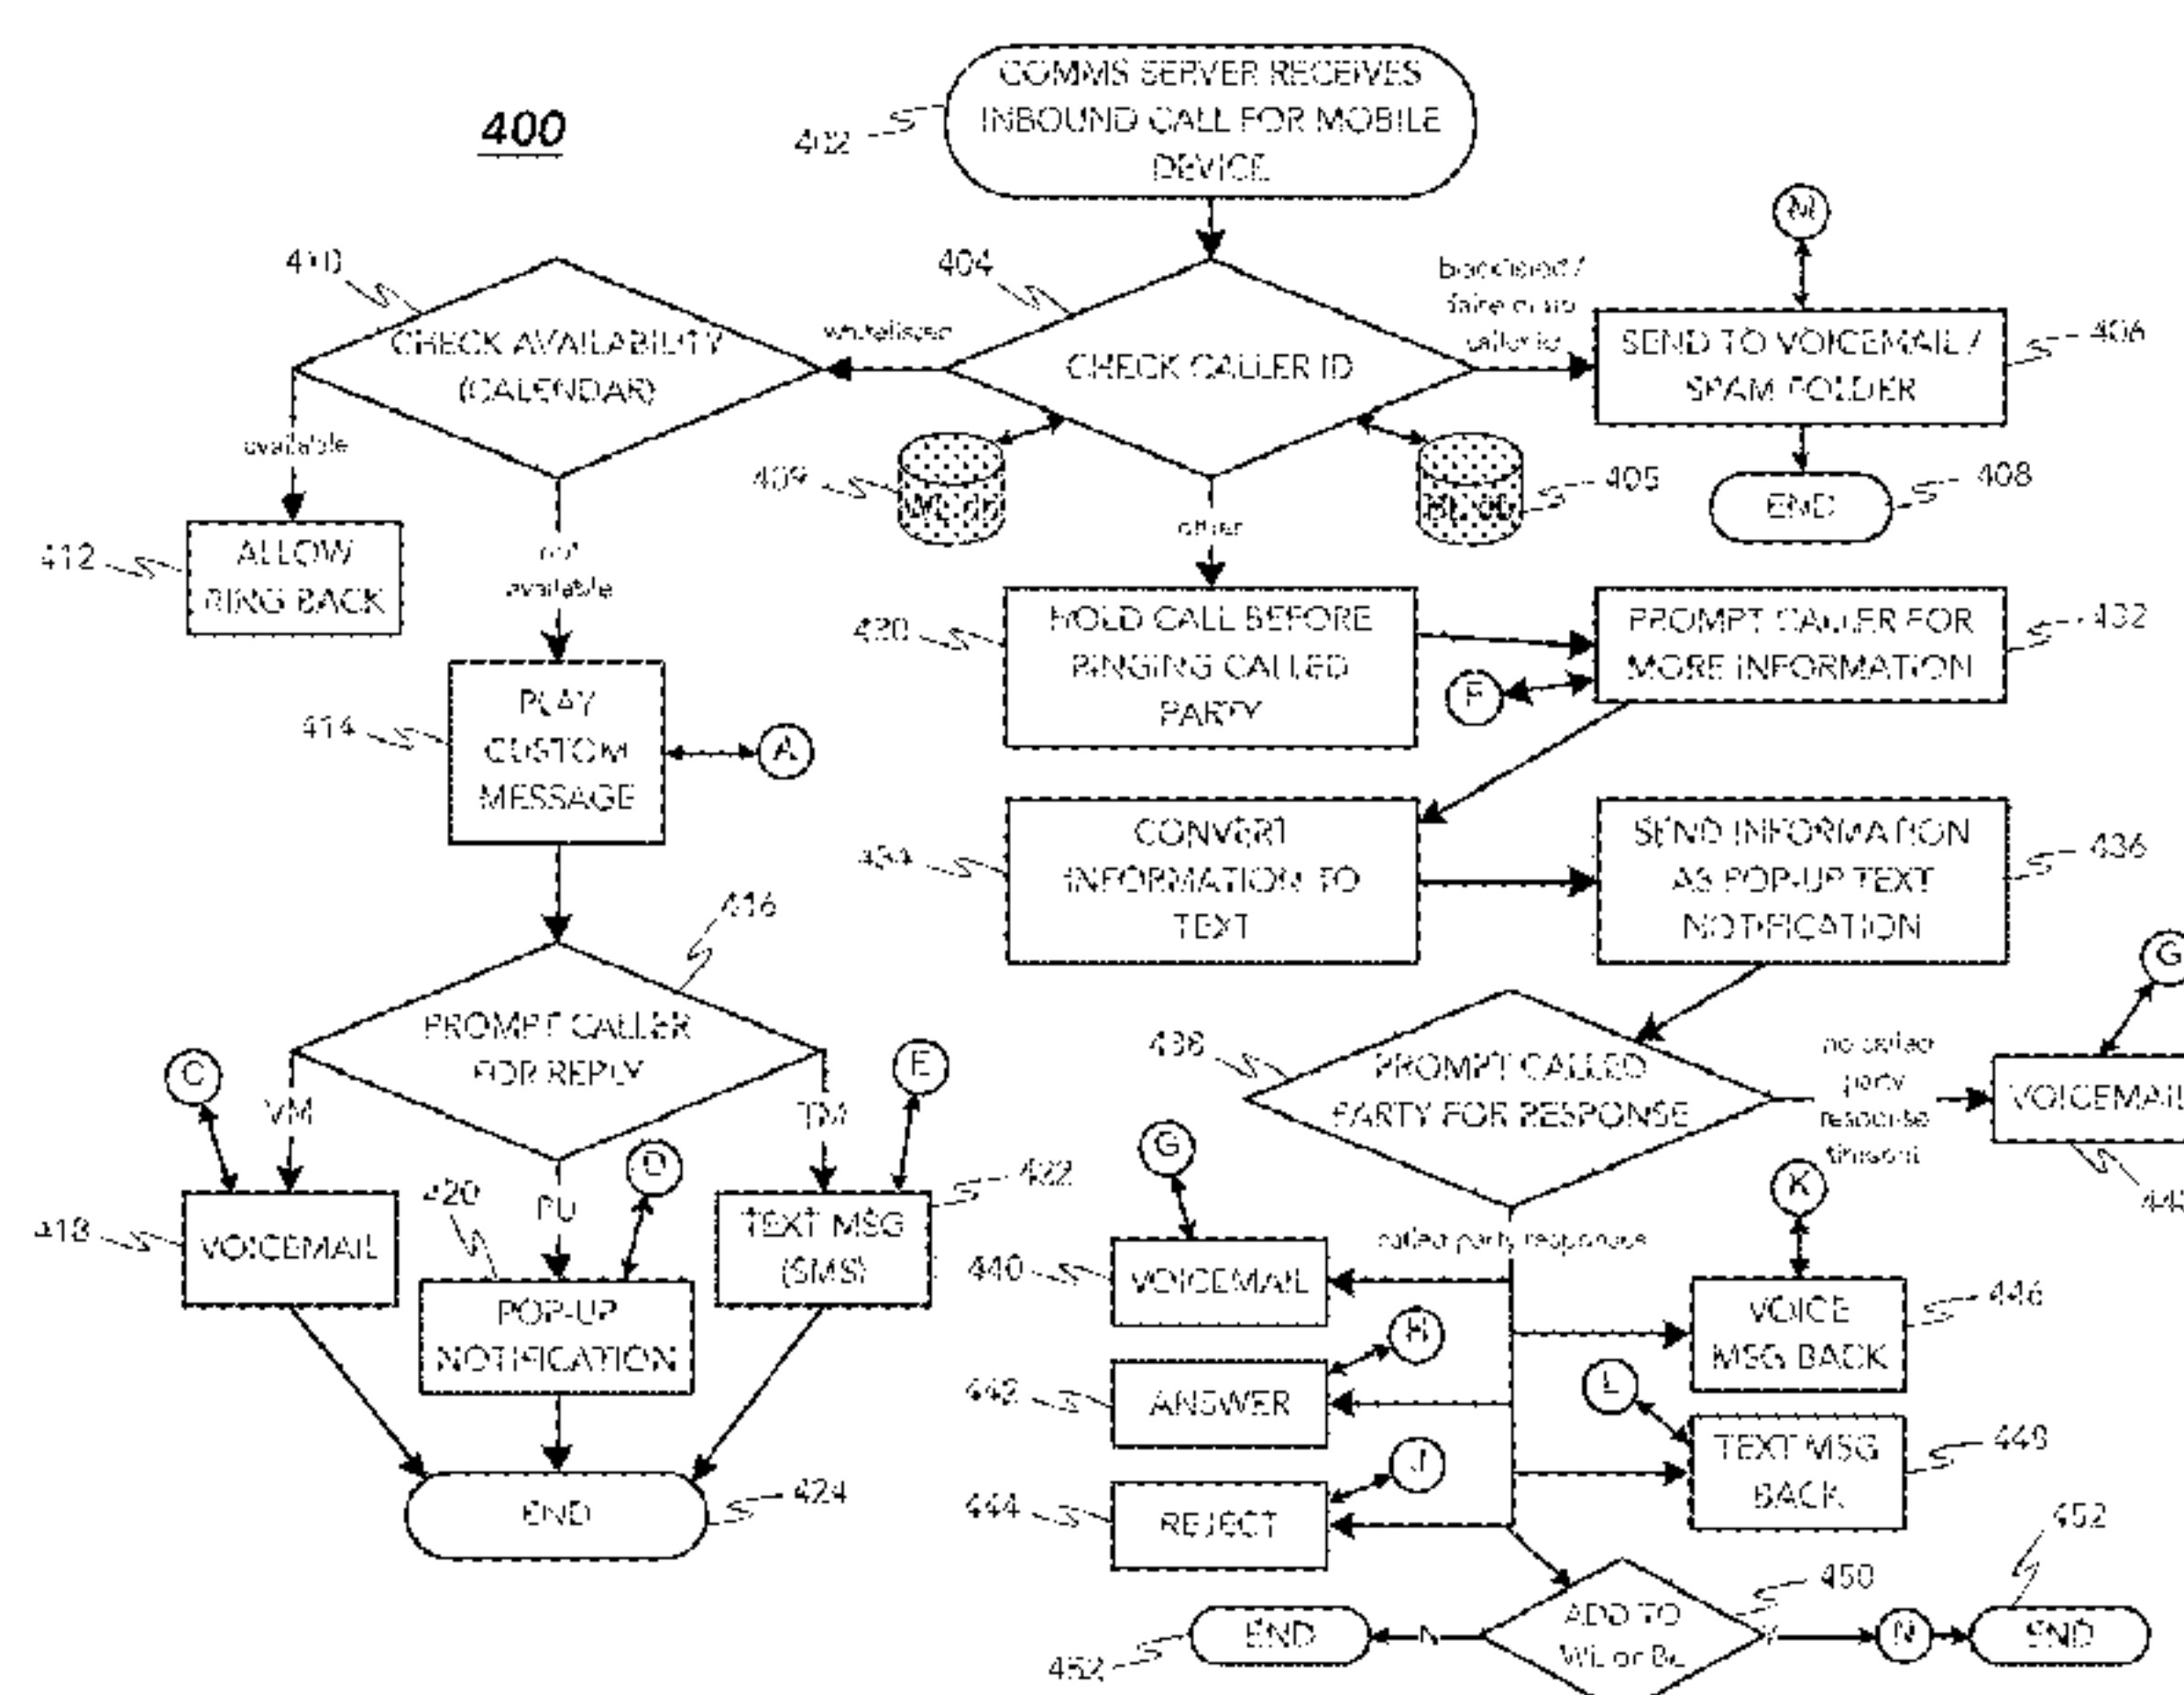 400
402
COMMS SERVER RECEIVES
INBOUND CALL FOR MOBILE
DEVICE
M
410
CHECK AVAILABILITY
(CALENDAR)
whitelisted
404
CHECK CALLER ID
blacklisted /
caller id
SEND TO VOICEMAIL /
SPAM FOLDER
406
available
409
WL db
405
BL db
END
408
412
ALLOW
RING BACK
not
available
other
HOLD CALL BEFORE
RINGING CALLED
PARTY
PROMPT CALLER FOR
MORE INFORMATION
432
414
PLAY
CUSTOM
MESSAGE
A
434
CONVERT
INFORMATION TO
TEXT
SEND INFORMATION
AS POP-UP TEXT
NOTIFICATION
436
416
PROMPT CALLER
FOR REPLY
G
438
PROMPT CALLED
PARTY FOR RESPONSE
no called
party
response
timeout
VOICEMAIL
C
VM
E
TM
D
PU
418
VOICEMAIL
420
POP-UP
NOTIFICATION
TEXT MSG
(SMS)
422
END
424
called party response
G
440
VOICEMAIL
K
VOICE
MSG BACK
446
H
442
ANSWER
L
TEXT MSG
BACK
448
J
444
REJECT
450
ADD TO
WL or BL
N
END
452
Y
N
END
452